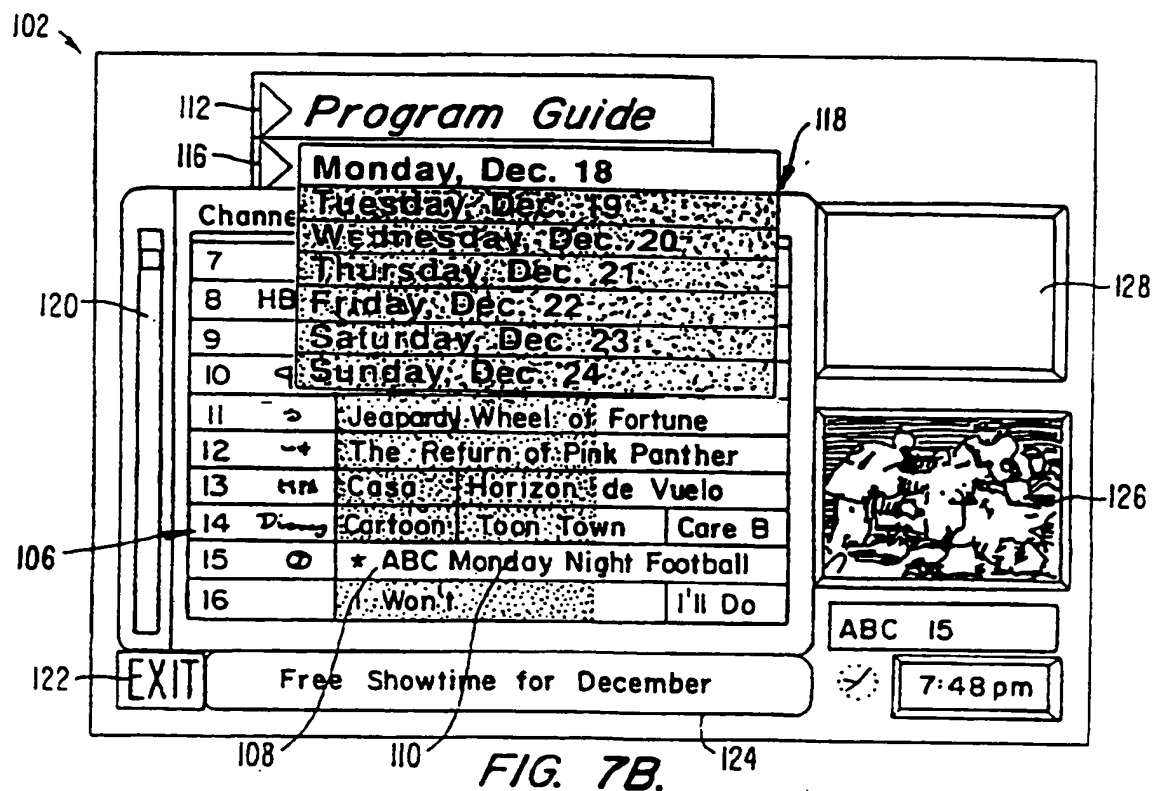 102
112
Program Guide
118
116
Monday, Dec. 18
Tuesday, Dec. 19
Channe
Wednesday, Dec. 20
7
Thursday, Dec. 21
120
128
8 HB
Friday, Dec. 22
9
Saturday, Dec. 23
10
Sunday, Dec. 24
11 Jeapardy Wheel of Fortune
12 The Return of Pink Panther
13 Casa Horizon de Vuelo
126
14 Disney Cartoon Toon Town Care B
106
15 * ABC Monday Night Football
16 I Won't I'll Do
ABC 15
122
EXIT Free Showtime for December
7:48 pm
108 110 124
FIG. 7B.